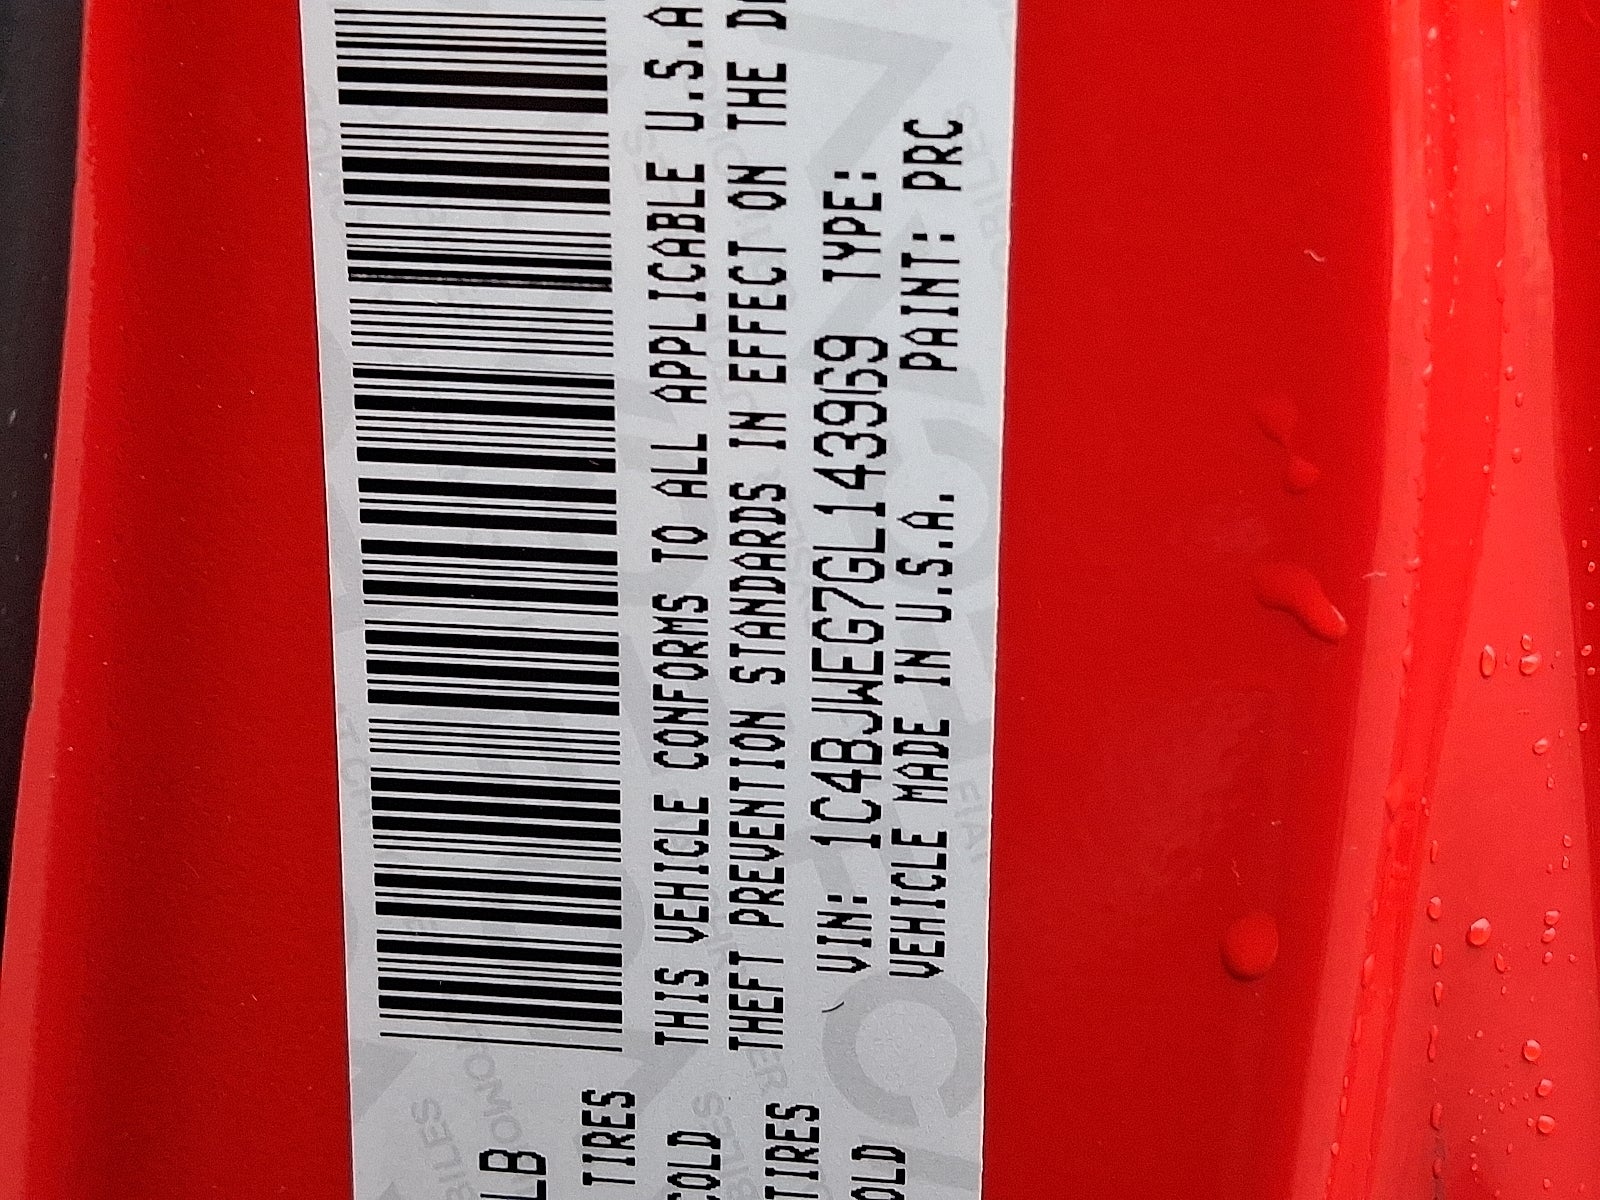 LB
TIRES
COLD
TIRES
OLD
THIS VEHICLE CONFORMS TO ALL APPLICABLE U.S.A
THEFT PREVENTION STANDARDS IN EFFECT ON THE D
VIN: 1C4BJWEG7GL143969 TYPE:
VEHICLE MADE IN U.S.A. PAINT: PRC